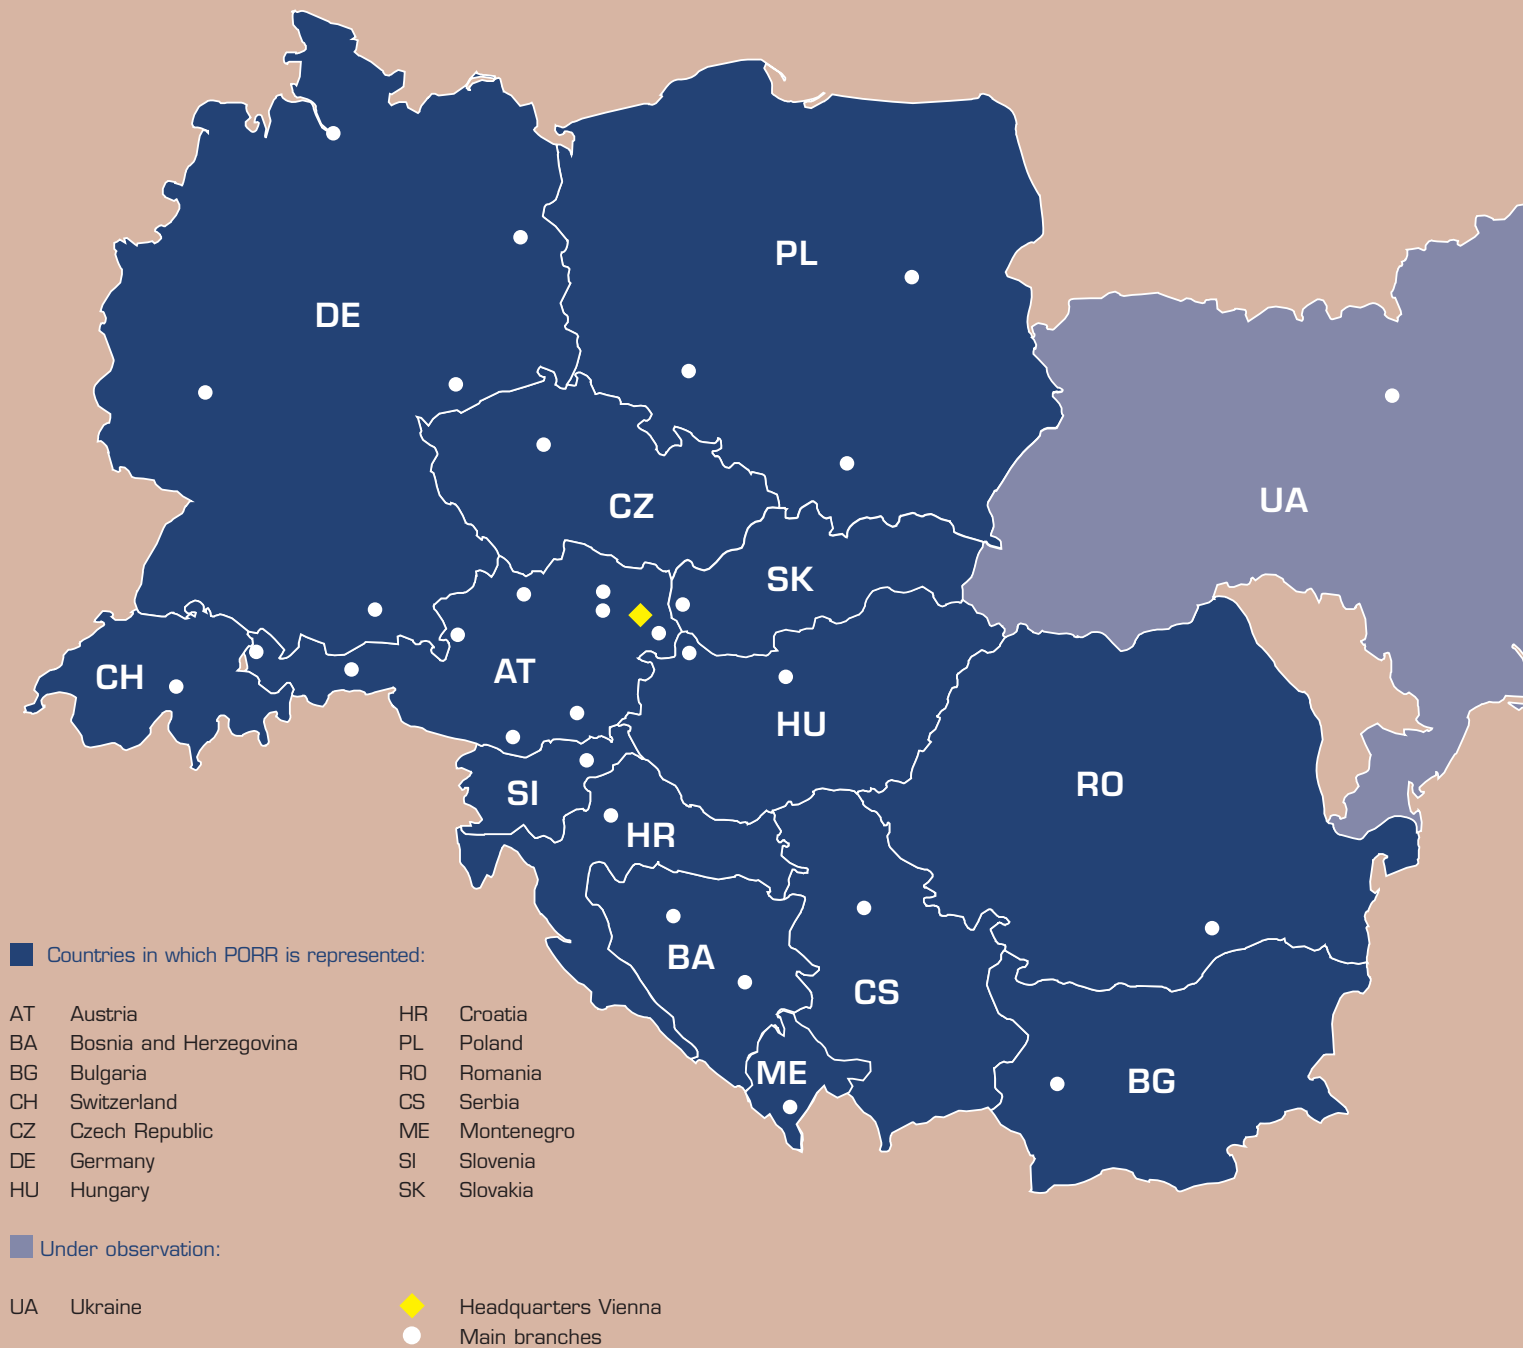 PL
DE
UA
CZ
SK
CH
AT
HU
RO
SI
HR
BA
CS
ME
BG
Countries in which PORR is represented:
AT Austria HR Croatia
BA Bosnia and Herzegovina PL Poland
BG Bulgaria RO Romania
CH Switzerland CS Serbia
CZ Czech Republic ME Montenegro
DE Germany SI Slovenia
HU Hungary SK Slovakia
Under observation:
UA Ukraine Headquarters Vienna
Main branches